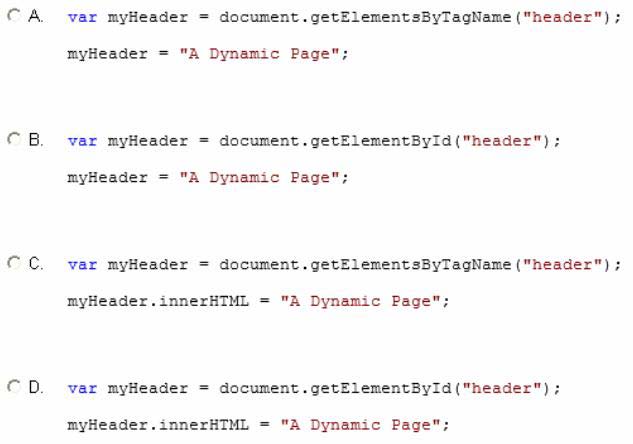 A. var myHeader = document.getElementsByTagName("header");
myHeader = "A Dynamic Page";
B. var myHeader = document.getElementById("header");
myHeader = "A Dynamic Page";
C. var myHeader = document.getElementsByTagName("header");
myHeader.innerHTML = "A Dynamic Page";
D. var myHeader = document.getElementById("header");
myHeader.innerHTML = "A Dynamic Page";